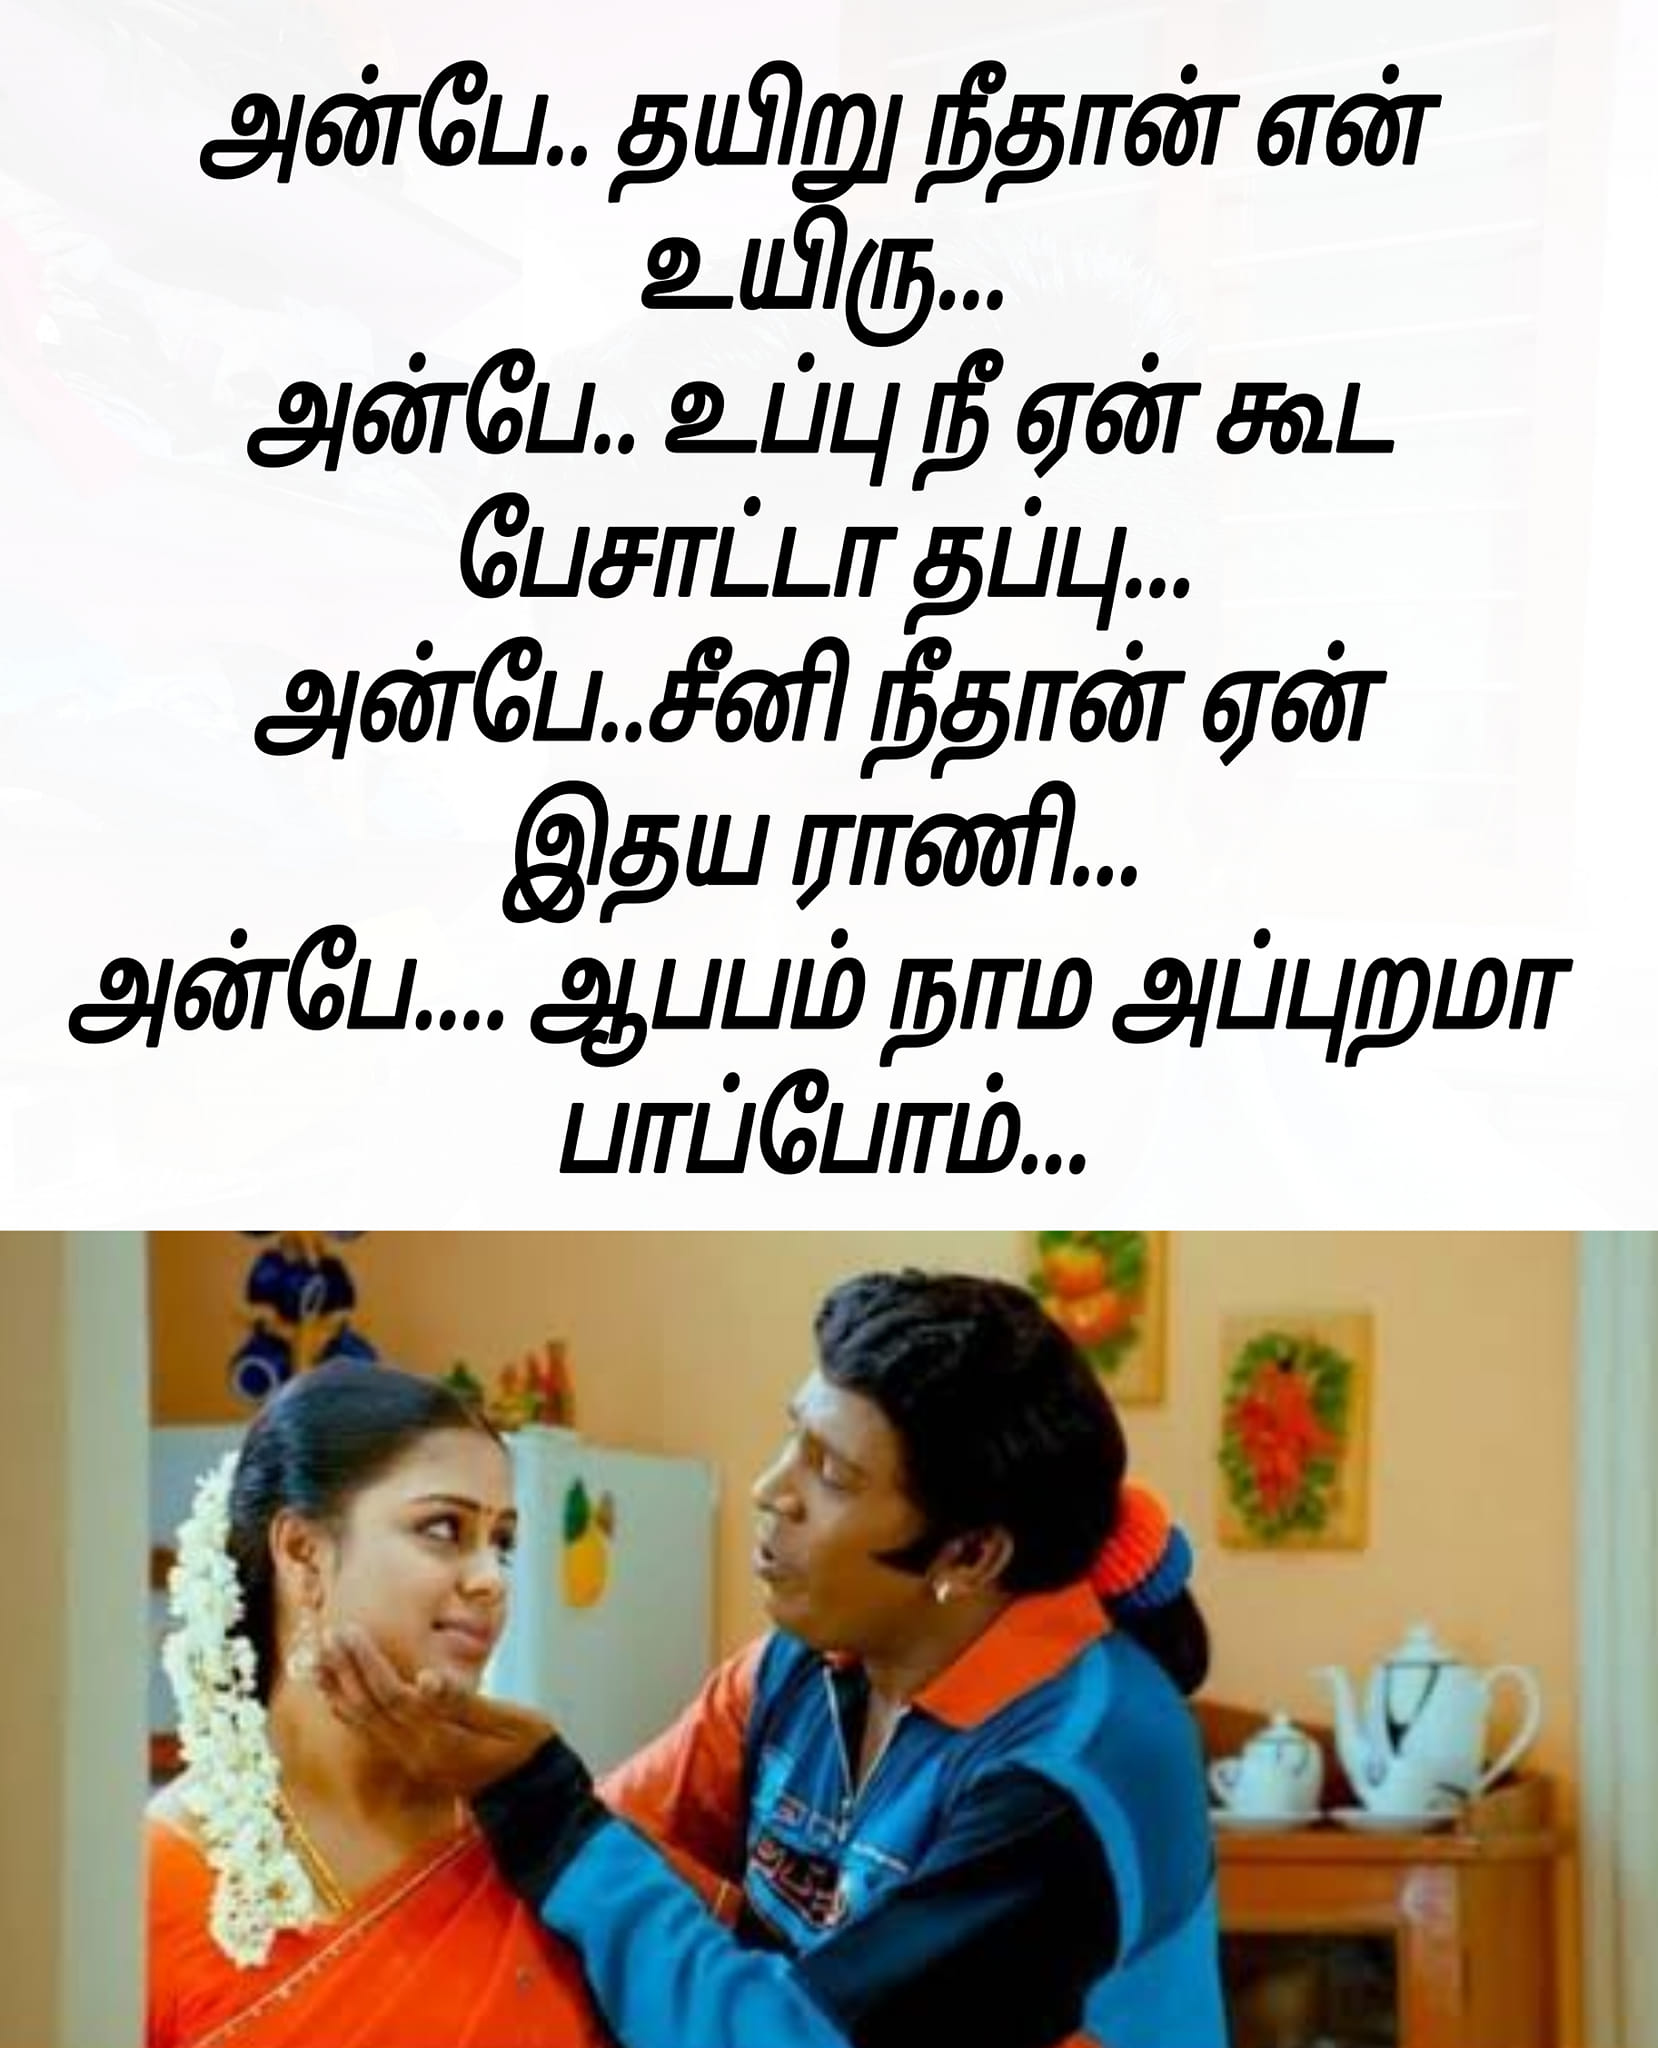 அன்பே.. தயிறு நீதான் என்
உயிரு...
அன்பே.. உப்பு நீ ஏன் கூட
பேசாட்டா தப்பு...
அன்பே..சீனி நீதான் ஏன்
இதய ராணி...
அன்பே.... ஆபபம் நாம அப்புறமா
பாப்போம்...